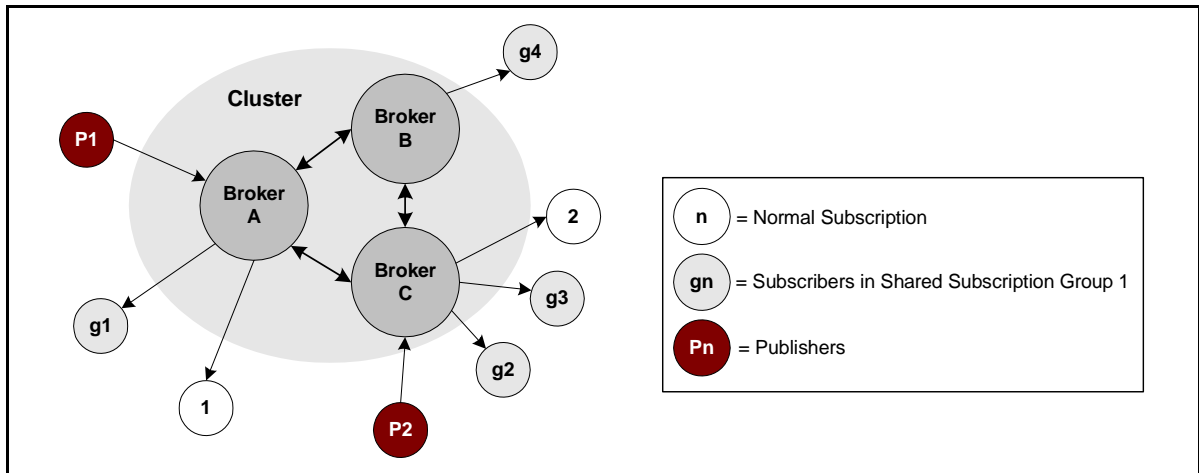 g4
Cluster
Broker
B
P1
Broker
A
2
Broker
C
g3
g1
g2
1
P2
n = Normal Subscription
gn = Subscribers in Shared Subscription Group 1
Pn = Publishers